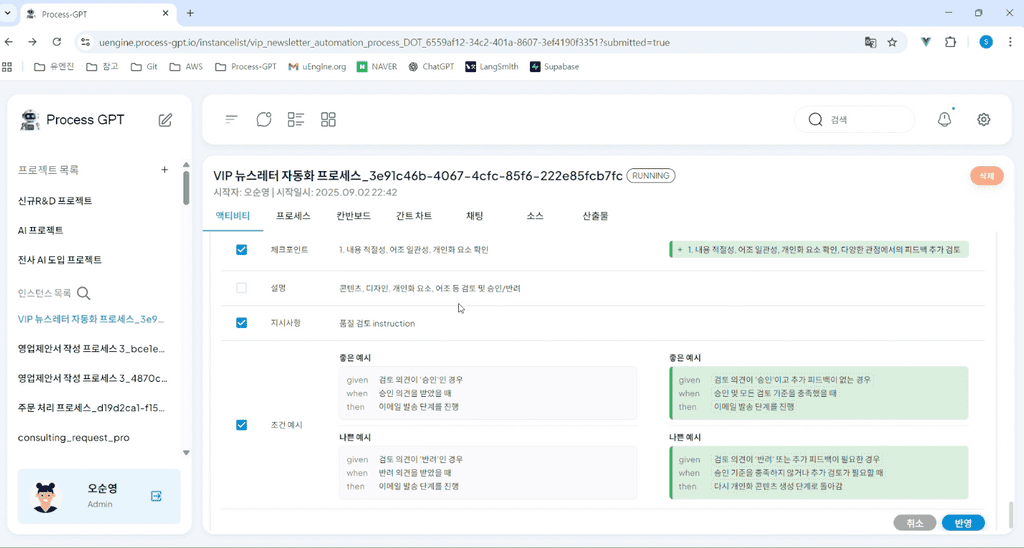 Process-GPT
uengine.process-gpt.io/instancelist/vip_newsletter_automation_process_DOT_6559af12-34c2-401a-8607-3ef4190f3351?submitted=true
S
유엔진
참고
Git
AWS
Process-GPT
uEngine.org
NAVER
ChatGPT
LangSmith
Supabase
Process GPT
검색
프로젝트 목록
신규R&D 프로젝트
AI 프로젝트
전사 AI 도입 프로젝트
인스턴스 목록
VIP 뉴스레터 자동화 프로세스_3e9...
영업제안서 작성 프로세스 3_bce1e...
영업제안서 작성 프로세스 3_4870c...
주문 처리 프로세스_d19d2ca1-f15...
consulting_request_pro
오순영
Admin
VIP 뉴스레터 자동화 프로세스_3e91c46b-4067-4cfc-85f6-222e85fcb7fc RUNNING
삭제
시작자: 오순영 | 시작일시: 2025.09.02 22:42
액티비티 프로세스 칸반보드 간트 차트 채팅 소스 산출물
체크포인트
1. 내용 적절성, 어조 일관성, 개인화 요소 확인
+ 1. 내용 적절성, 어조 일관성, 개인화 요소 확인, 다양한 관점에서의 피드백 추가 검토
설명
콘텐츠, 디자인, 개인화 요소, 어조 등 검토 및 승인/반려
지시사항
품질 검토 instruction
조건 예시
좋은 예시
given 검토 의견이 '승인'인 경우
when 승인 의견을 받았을 때
then 이메일 발송 단계를 진행
나쁜 예시
given 검토 의견이 '반려'인 경우
when 반려 의견을 받았을 때
then 이메일 발송 단계를 진행
좋은 예시
given 검토 의견이 '승인'이고 추가 피드백이 없는 경우
when 승인 및 모든 검토 기준을 충족했을 때
then 이메일 발송 단계를 진행
나쁜 예시
given 검토 의견이 '반려' 또는 추가 피드백이 필요한 경우
when 승인 기준을 충족하지 않거나 추가 검토가 필요할 때
then 다시 개인화 콘텐츠 생성 단계로 돌아감
취소
반영